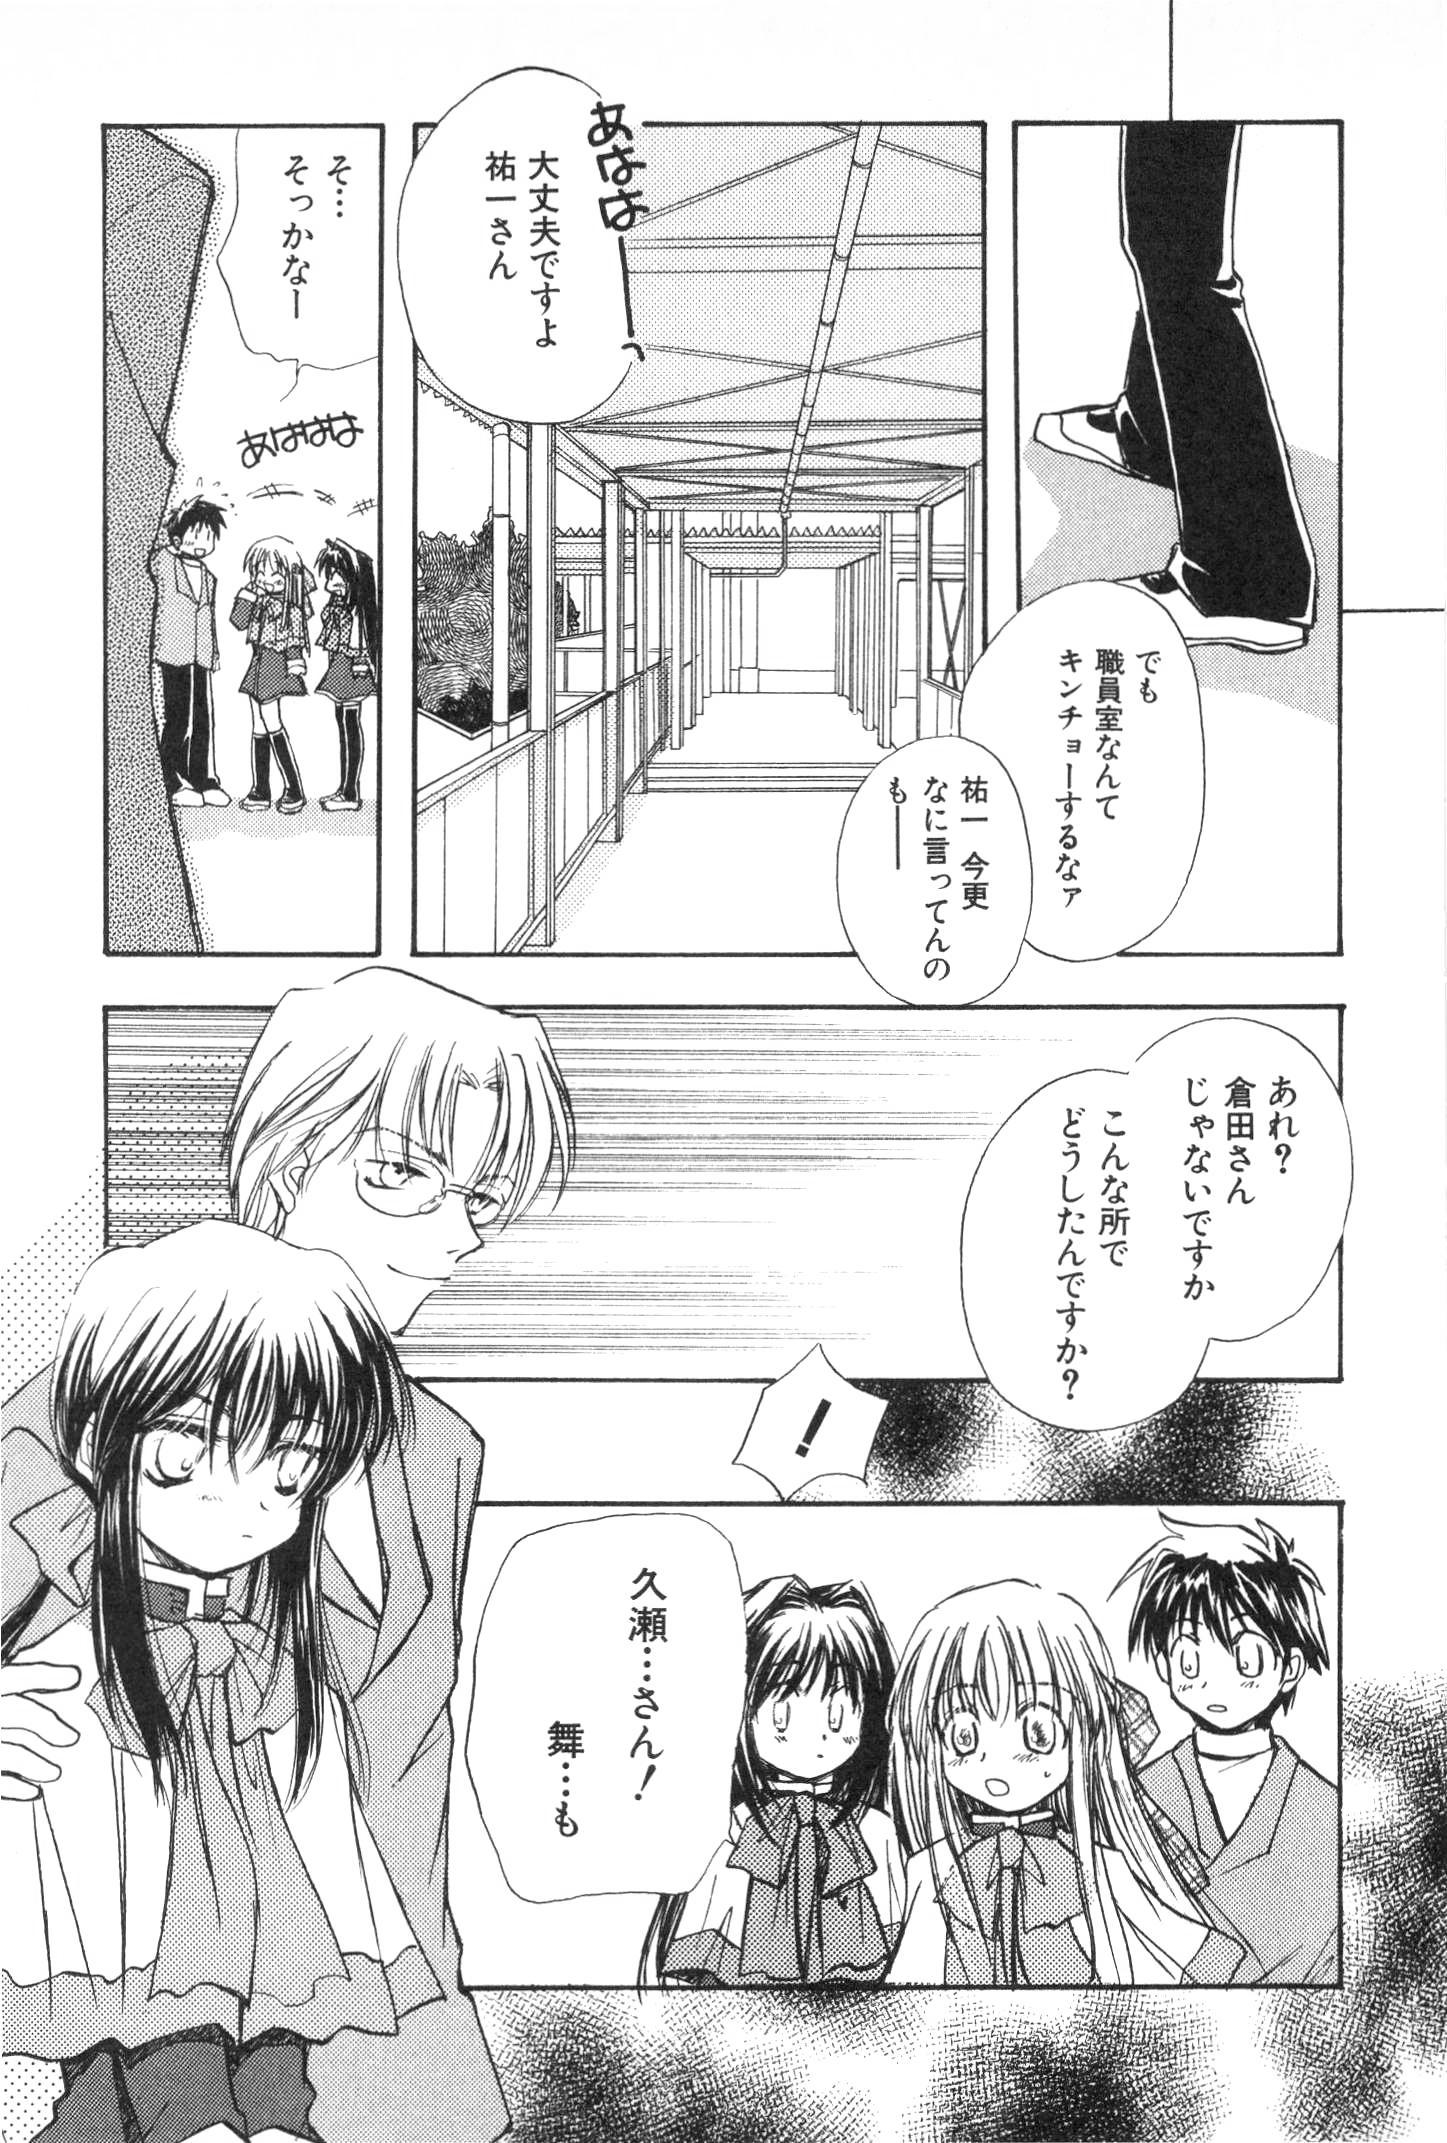 でも
職員室なんて
キンチョーするなァ
祐一 今更
なに言ってんの
もー
あははーっ
大丈夫ですよ
祐一さん
そ…
そっかなー
あははは
あれ?
倉田さん
じゃないですか
こんな所で
どうしたんですか?
!
久瀬…さん!
舞…も